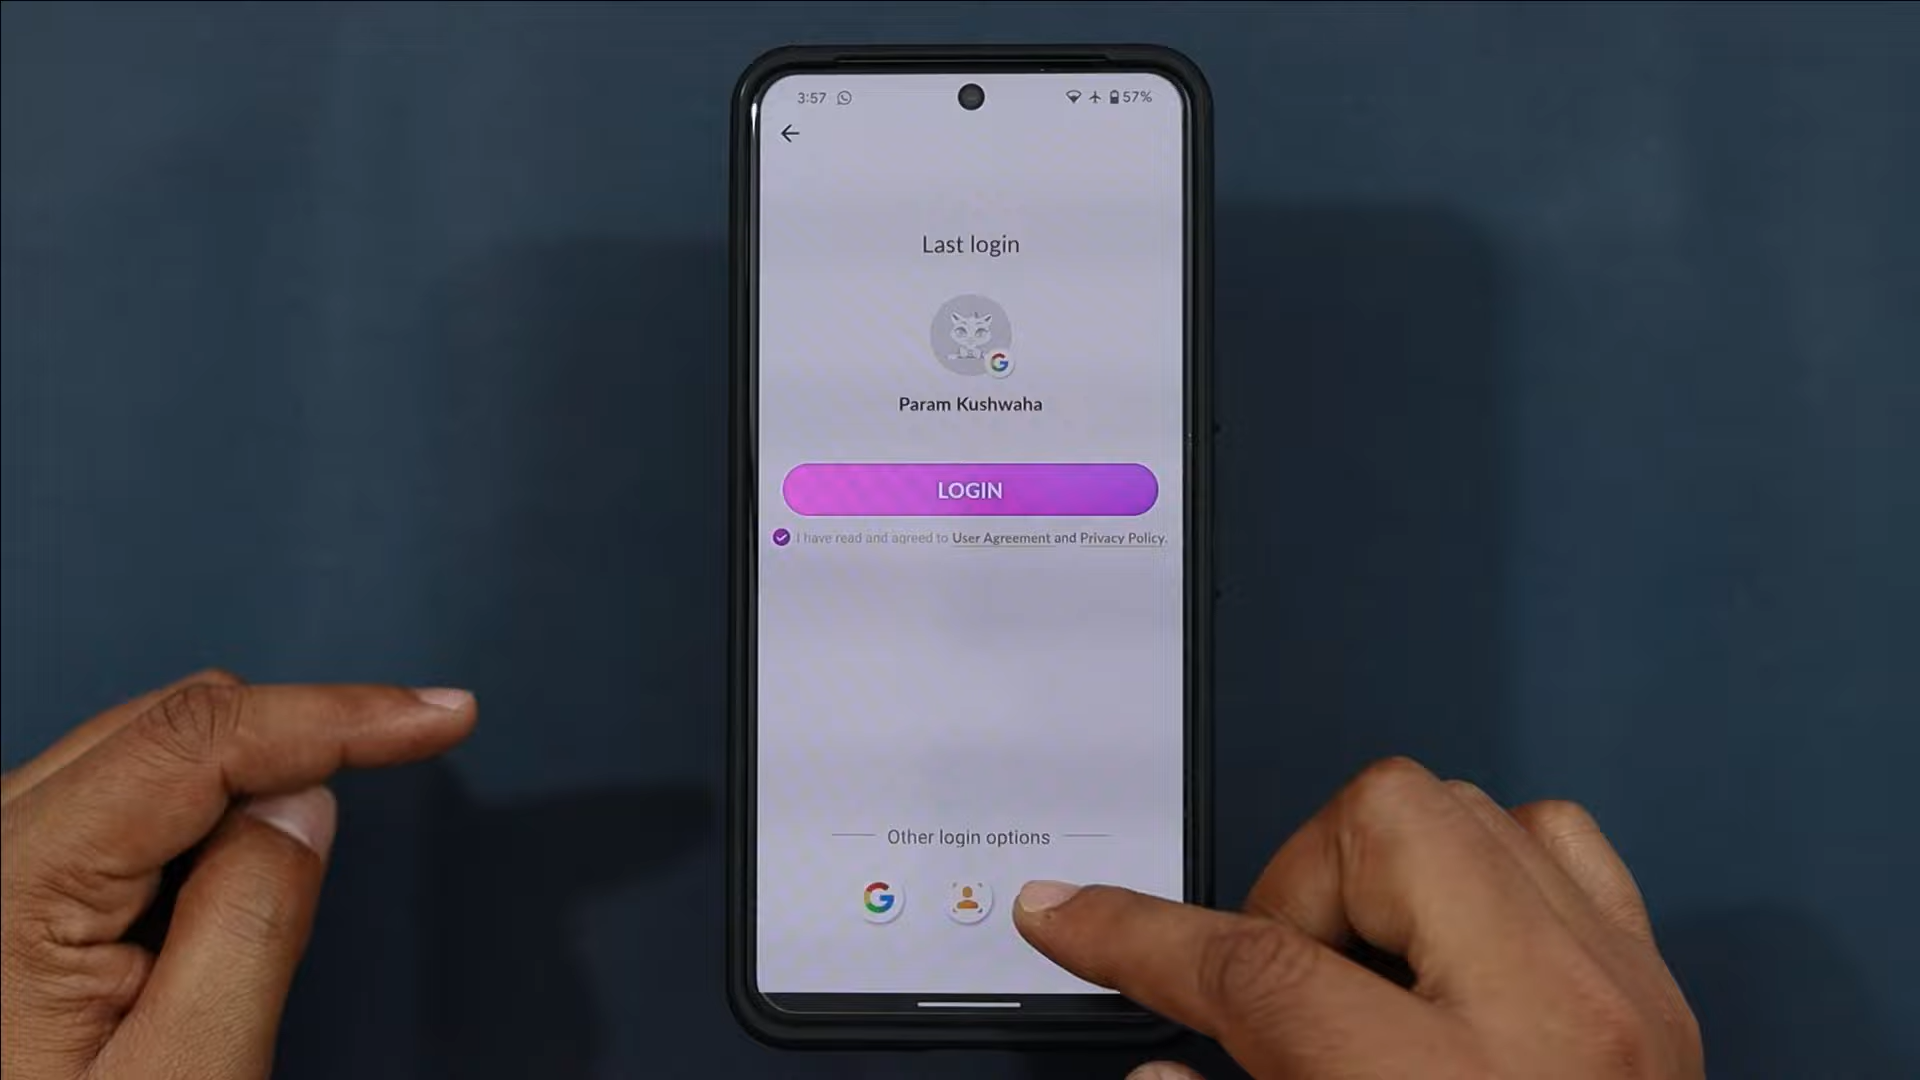 3:57
57%
Last login
Param Kushwaha
LOGIN
I have read and agreed to User Agreement and Privacy Policy.
Other login options